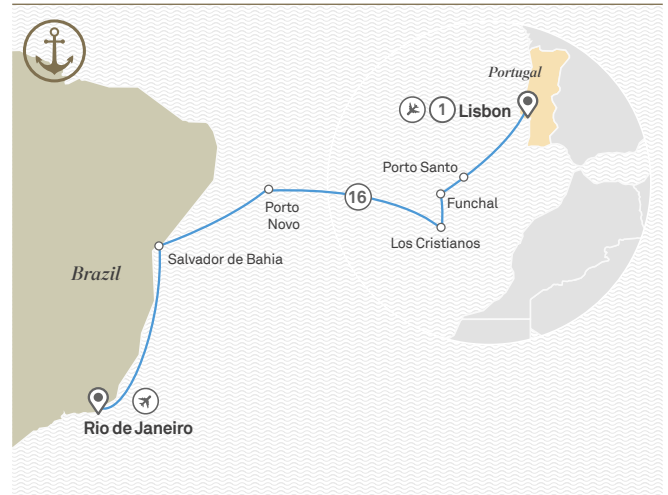 Portugal
1 Lisbon
Porto Santo
Funchal
16
Porto
Novo
Los Cristianos
Salvador de Bahia
Brazil
Rio de Janeiro